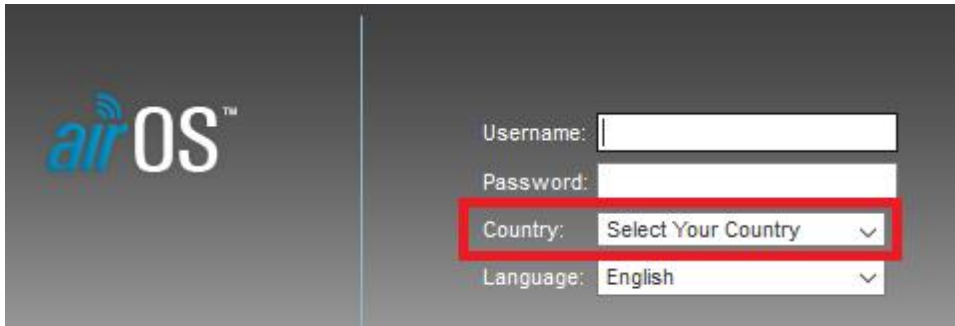 airOS™
Username:
Password:
Country: Select Your Country
Language: English